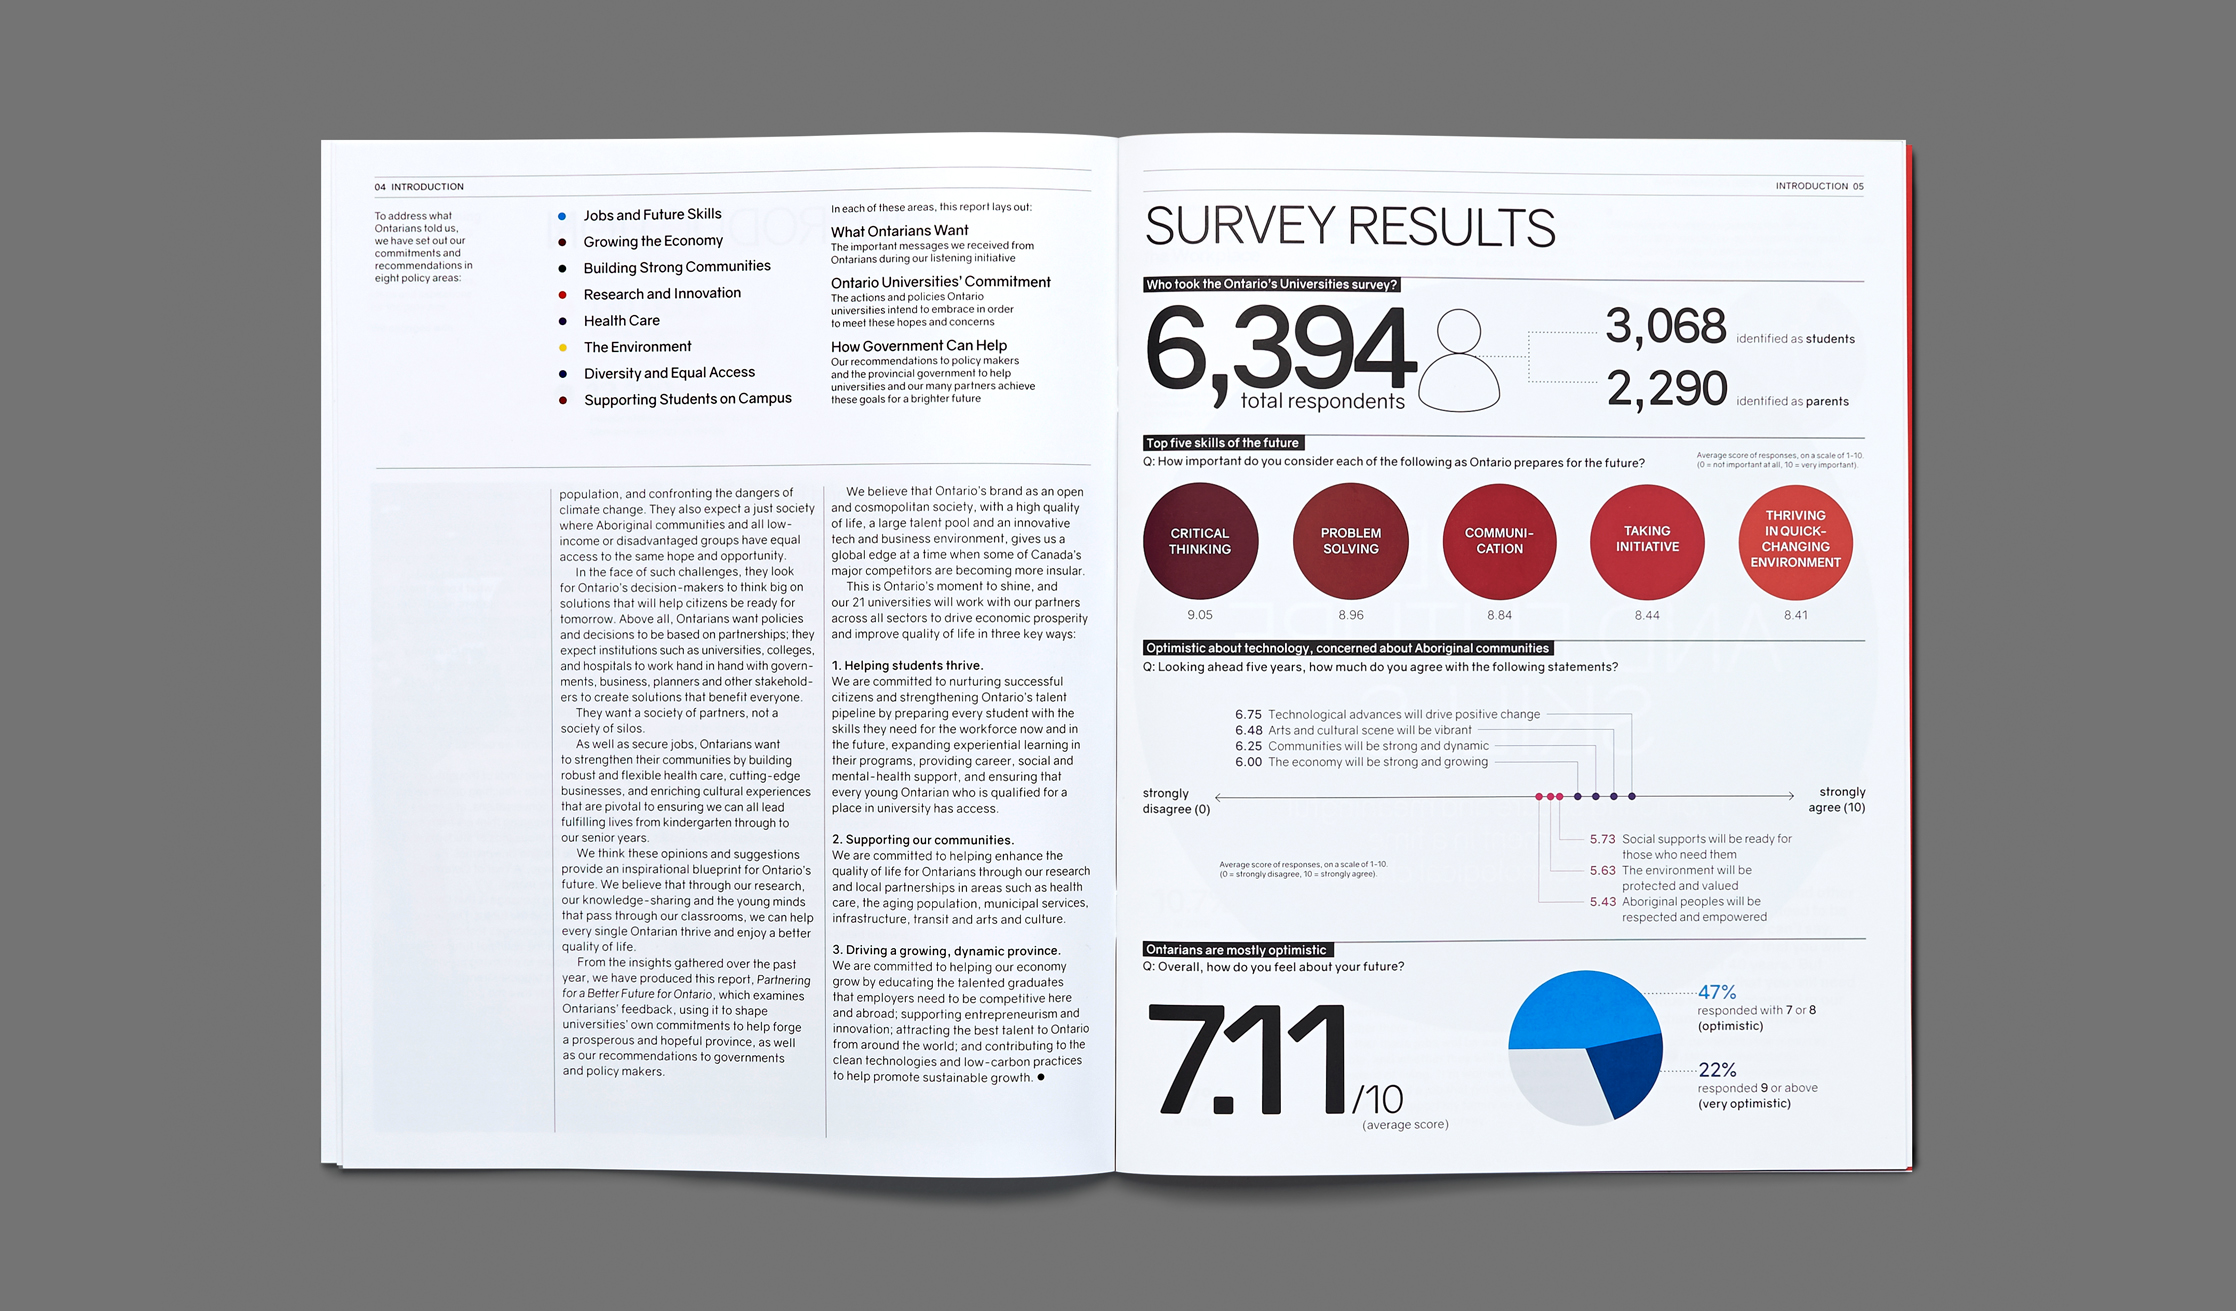 04 INTRODUCTION
To address what
Ontarians told us,
we have set out our
commitments and
recommendations in
eight policy areas:
Jobs and Future Skills
Growing the Economy
Building Strong Communities
Research and Innovation
Health Care
The Environment
Diversity and Equal Access
Supporting Students on Campus
In each of these areas, this report lays out:
What Ontarians Want
The important messages we received from
Ontarians during our listening initiative
Ontario Universities' Commitment
The actions and policies Ontario
universities intend to embrace in order
to meet these hopes and concerns
How Government Can Help
Our recommendations to policy makers
and the provincial government to help
universities and our many partners achieve
these goals for a brighter future
population, and confronting the dangers of
climate change. They also expect a just society
where Aboriginal communities and all low-
income or disadvantaged groups have equal
access to the same hope and opportunity.
In the face of such challenges, they look
for Ontario's decision-makers to think big on
solutions that will help citizens be ready for
tomorrow. Above all, Ontarians want policies
and decisions to be based on partnerships; they
expect institutions such as universities, colleges,
and hospitals to work hand in hand with govern-
ments, business, planners and other stakehold-
ers to create solutions that benefit everyone.
They want a society of partners, not a
society of silos.
As well as secure jobs, Ontarians want
to strengthen their communities by building
robust and flexible health care, cutting-edge
businesses, and enriching cultural experiences
that are pivotal to ensuring we can all lead
fulfilling lives from kindergarten through to
our senior years.
We think these opinions and suggestions
provide an inspirational blueprint for Ontario's
future. We believe that through our research,
our knowledge-sharing and the young minds
that pass through our classrooms, we can help
every single Ontarian thrive and enjoy a better
quality of life.
From the insights gathered over the past
year, we have produced this report, Partnering
for a Better Future for Ontario, which examines
Ontarians' feedback, using it to shape
universities' own commitments to help forge
a prosperous and hopeful province, as well
as our recommendations to governments
and policy makers.
We believe that Ontario's brand as an open
and cosmopolitan society, with a high quality
of life, a large talent pool and an innovative
tech and business environment, gives us a
global edge at a time when some of Canada's
major competitors are becoming more insular.
This is Ontario's moment to shine, and
our 21 universities will work with our partners
across all sectors to drive economic prosperity
and improve quality of life in three key ways:
1. Helping students thrive.
We are committed to nurturing successful
citizens and strengthening Ontario's talent
pipeline by preparing every student with the
skills they need for the workforce now and in
the future, expanding experiential learning in
their programs, providing career, social and
mental-health support, and ensuring that
every young Ontarian who is qualified for a
place in university has access.
2. Supporting our communities.
We are committed to helping enhance the
quality of life for Ontarians through our research
and local partnerships in areas such as health
care, the aging population, municipal services,
infrastructure, transit and arts and culture.
3. Driving a growing, dynamic province.
We are committed to helping our economy
grow by educating the talented graduates
that employers need to be competitive here
and abroad; supporting entrepreneurism and
innovation; attracting the best talent to Ontario
from around the world; and contributing to the
clean technologies and low-carbon practices
to help promote sustainable growth.
INTRODUCTION 05
SURVEY RESULTS
Who took the Ontario's Universities survey?
6,394
total respondents
3,068 identified as students
2,290 identified as parents
Top five skills of the future
Q: How important do you consider each of the following as Ontario prepares for the future?
Average score of responses, on a scale of 1-10.
(0 = not important at all, 10 = very important).
CRITICAL
THINKING
9.05
PROBLEM
SOLVING
8.96
COMMUNI-
CATION
8.84
TAKING
INITIATIVE
8.44
THRIVING
IN QUICK-
CHANGING
ENVIRONMENT
8.41
Optimistic about technology, concerned about Aboriginal communities
Q: Looking ahead five years, how much do you agree with the following statements?
6.75 Technological advances will drive positive change
6.48 Arts and cultural scene will be vibrant
6.25 Communities will be strong and dynamic
6.00 The economy will be strong and growing
strongly
disagree (0)
strongly
agree (10)
5.73 Social supports will be ready for
those who need them
5.63 The environment will be
protected and valued
5.43 Aboriginal peoples will be
respected and empowered
Average score of responses, on a scale of 1-10.
(0 = strongly disagree, 10 = strongly agree).
Ontarians are mostly optimistic
Q: Overall, how do you feel about your future?
7.11/10
(average score)
47%
responded with 7 or 8
(optimistic)
22%
responded 9 or above
(very optimistic)